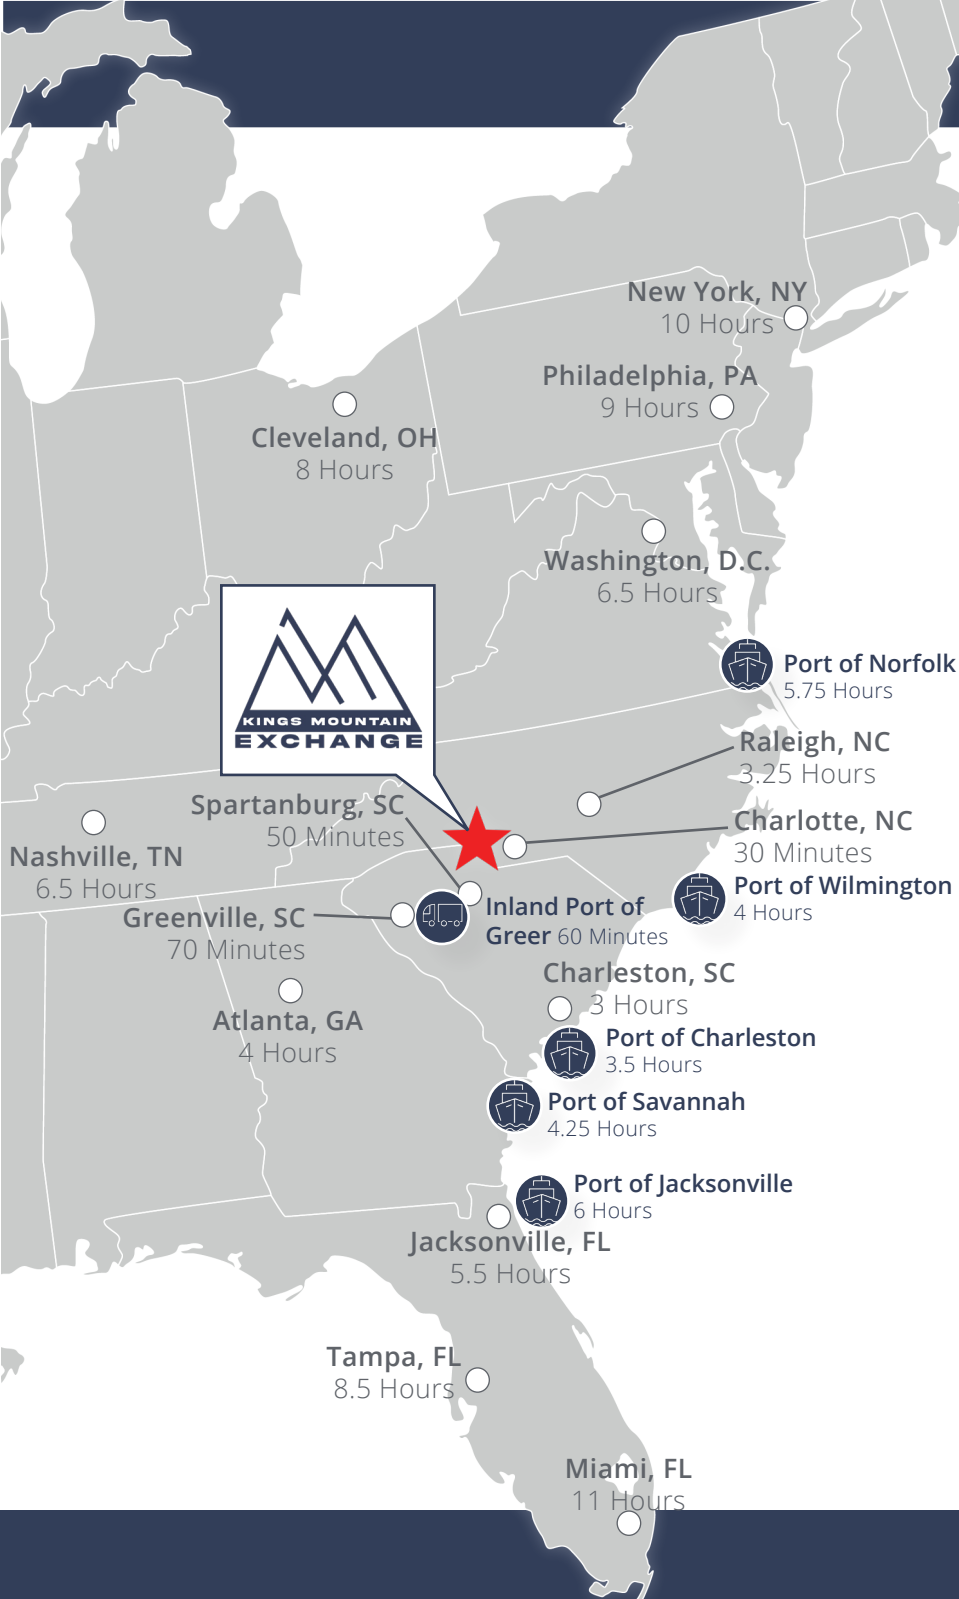 New York, NY
10 Hours
Philadelphia, PA
9 Hours
Cleveland, OH
8 Hours
Washington, D.C.
6.5 Hours
Port of Norfolk
5.75 Hours
KINGS MOUNTAIN
EXCHANGE
Raleigh, NC
3.25 Hours
Spartanburg, SC
50 Minutes
Charlotte, NC
30 Minutes
Nashville, TN
6.5 Hours
Port of Wilmington
4 Hours
Greenville, SC
70 Minutes
Inland Port of
Greer 60 Minutes
Charleston, SC
3 Hours
Atlanta, GA
4 Hours
Port of Charleston
3.5 Hours
Port of Savannah
4.25 Hours
Port of Jacksonville
6 Hours
Jacksonville, FL
5.5 Hours
Tampa, FL
8.5 Hours
Miami, FL
11 Hours